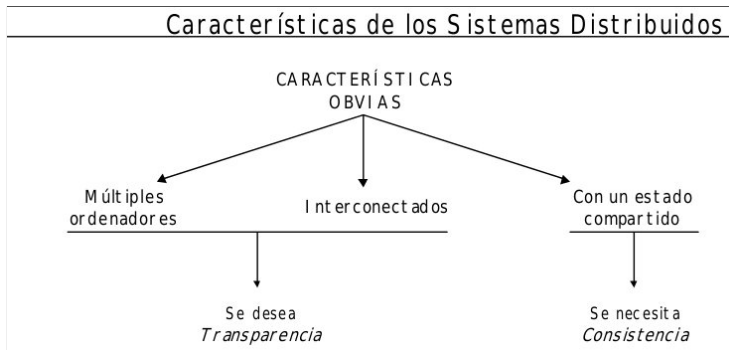 Características de los Sistemas Distribuidos
CARACTERÍSTICAS
OBVIAS
Múltiples
ordenadores
Interconectados
Con un estado
compartido
Se desea
Transparencia
Se necesita
Consistencia